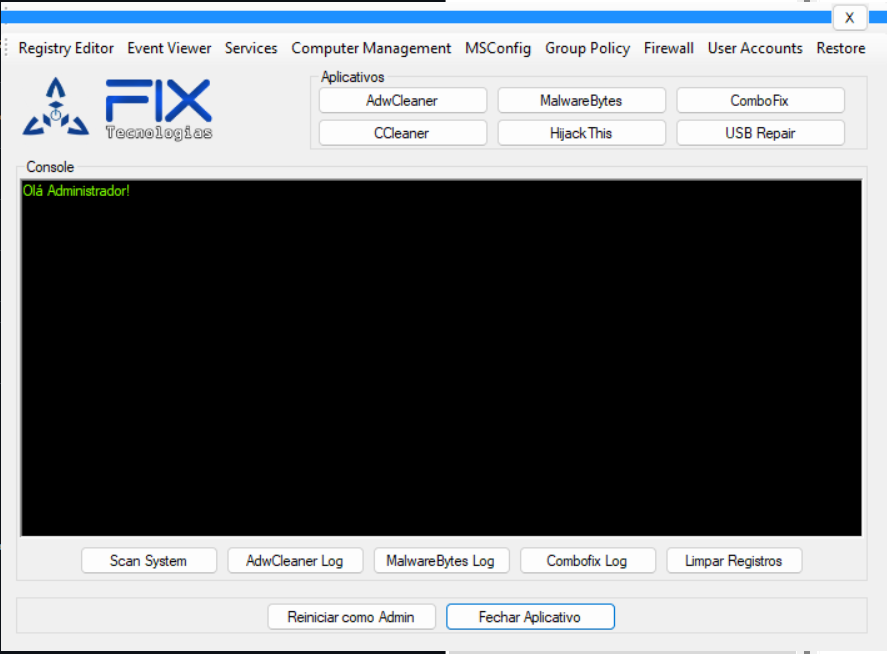 X
Registry Editor Event Viewer Services Computer Management MSConfig Group Policy Firewall User Accounts Restore
FIX
Tecnologias
Aplicativos
AdwCleaner MalwareBytes ComboFix
CCleaner HijackThis USB Repair
Console
Olá Administrador!
Scan System AdwCleaner Log MalwareBytes Log Combofix Log Limpar Registros
Reiniciar como Admin Fechar Aplicativo